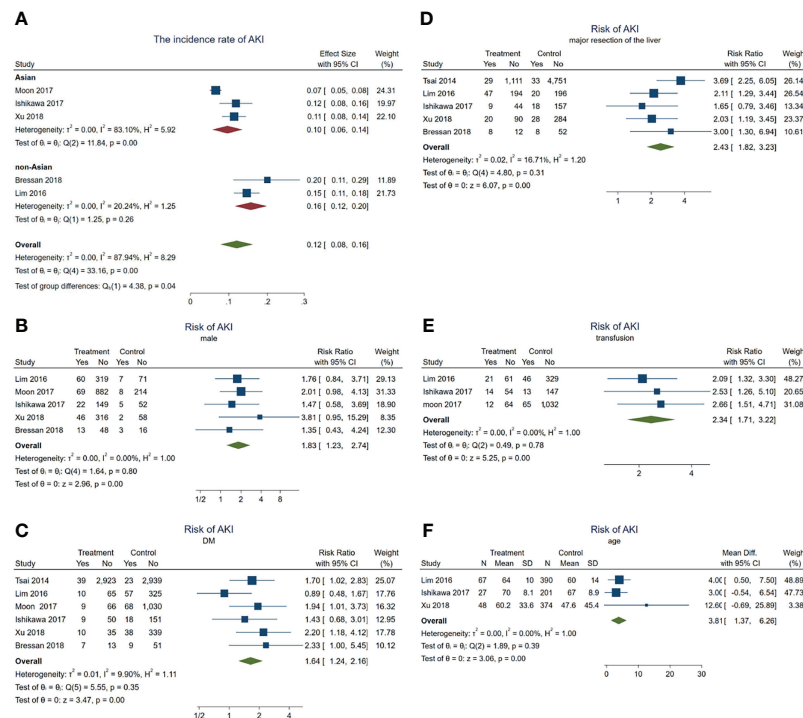 A
The incidence rate of AKI
Effect Size Weight
Study with 95% CI (%)
Asian
Moon 2017 0.07 [ 0.05, 0.08] 24.31
Ishikawa 2017 0.12 [ 0.08, 0.16] 19.97
Xu 2018 0.11 [ 0.08, 0.14] 22.10
Heterogeneity: τ² = 0.00, I² = 83.10%, H² = 5.92 0.10 [ 0.06, 0.14]
Test of θᵢ = θⱼ: Q(2) = 11.84, p = 0.00
non-Asian
Bressan 2018 0.20 [ 0.11, 0.29] 11.89
Lim 2016 0.15 [ 0.11, 0.18] 21.73
Heterogeneity: τ² = 0.00, I² = 20.24%, H² = 1.25 0.16 [ 0.12, 0.20]
Test of θᵢ = θⱼ: Q(1) = 1.25, p = 0.26
Overall 0.12 [ 0.08, 0.16]
Heterogeneity: τ² = 0.00, I² = 87.94%, H² = 8.29
Test of θᵢ = θⱼ: Q(4) = 33.16, p = 0.00
Test of group differences: Qb(1) = 4.38, p = 0.04
0 .1 .2 .3
B
Risk of AKI
male
Treatment Control Risk Ratio Weight
Study Yes No Yes No with 95% CI (%)
Lim 2016 60 319 7 71 1.76 [ 0.84, 3.71] 29.13
Moon 2017 69 882 8 214 2.01 [ 0.98, 4.13] 31.33
Ishikawa 2017 22 149 5 52 1.47 [ 0.58, 3.69] 18.90
Xu 2018 46 316 2 58 3.81 [ 0.95, 15.29] 8.35
Bressan 2018 13 48 3 16 1.35 [ 0.43, 4.24] 12.30
Overall 1.83 [ 1.23, 2.74]
Heterogeneity: τ² = 0.00, I² = 0.00%, H² = 1.00
Test of θᵢ = θⱼ: Q(4) = 1.64, p = 0.80
Test of θ = 0: z = 2.96, p = 0.00
1/2 1 2 4 8
C
Risk of AKI
DM
Treatment Control Risk Ratio Weight
Study Yes No Yes No with 95% CI (%)
Tsai 2014 39 2,923 23 2,939 1.70 [ 1.02, 2.83] 25.07
Lim 2016 10 65 57 325 0.89 [ 0.48, 1.67] 17.76
Moon 2017 9 66 68 1,030 1.94 [ 1.01, 3.73] 16.32
Ishikawa 2017 9 50 18 151 1.43 [ 0.68, 3.01] 12.95
Xu 2018 10 35 38 339 2.20 [ 1.18, 4.12] 17.78
Bressan 2018 7 13 9 51 2.33 [ 1.00, 5.45] 10.12
Overall 1.64 [ 1.24, 2.16]
Heterogeneity: τ² = 0.01, I² = 9.90%, H² = 1.11
Test of θᵢ = θⱼ: Q(5) = 5.55, p = 0.35
Test of θ = 0: z = 3.47, p = 0.00
1/2 1 2 4
D
Risk of AKI
major resection of the liver
Treatment Control Risk Ratio Weight
Study Yes No Yes No with 95% CI (%)
Tsai 2014 29 1,111 33 4,751 3.69 [ 2.25, 6.05] 26.14
Lim 2016 47 194 20 196 2.11 [ 1.29, 3.44] 26.54
Ishikawa 2017 9 44 18 157 1.65 [ 0.79, 3.46] 13.34
Xu 2018 20 90 28 284 2.03 [ 1.19, 3.45] 23.37
Bressan 2018 8 12 8 52 3.00 [ 1.30, 6.94] 10.61
Overall 2.43 [ 1.82, 3.23]
Heterogeneity: τ² = 0.02, I² = 16.71%, H² = 1.20
Test of θᵢ = θⱼ: Q(4) = 4.80, p = 0.31
Test of θ = 0: z = 6.07, p = 0.00
1 2 4
E
Risk of AKI
transfusion
Treatment Control Risk Ratio Weight
Study Yes No Yes No with 95% CI (%)
Lim 2016 21 61 46 329 2.09 [ 1.32, 3.30] 48.27
Ishikawa 2017 14 54 13 147 2.53 [ 1.26, 5.10] 20.65
moon 2017 12 64 65 1,032 2.66 [ 1.51, 4.71] 31.08
Overall 2.34 [ 1.71, 3.22]
Heterogeneity: τ² = 0.00, I² = 0.00%, H² = 1.00
Test of θᵢ = θⱼ: Q(2) = 0.49, p = 0.78
Test of θ = 0: z = 5.25, p = 0.00
2 4
F
Risk of AKI
age
Treatment Control Mean Diff. Weight
Study N Mean SD N Mean SD with 95% CI (%)
Lim 2016 67 64 10 390 60 14 4.00 [ 0.50, 7.50] 48.88
Ishikawa 2017 27 70 8.1 201 67 8.9 3.00 [ -0.54, 6.54] 47.73
Xu 2018 48 60.2 33.6 374 47.6 45.4 12.60 [ -0.69, 25.89] 3.38
Overall 3.81 [ 1.37, 6.26]
Heterogeneity: τ² = 0.00, I² = 0.00%, H² = 1.00
Test of θᵢ = θⱼ: Q(2) = 1.89, p = 0.39
Test of θ = 0: z = 3.06, p = 0.00
0 10 20 30